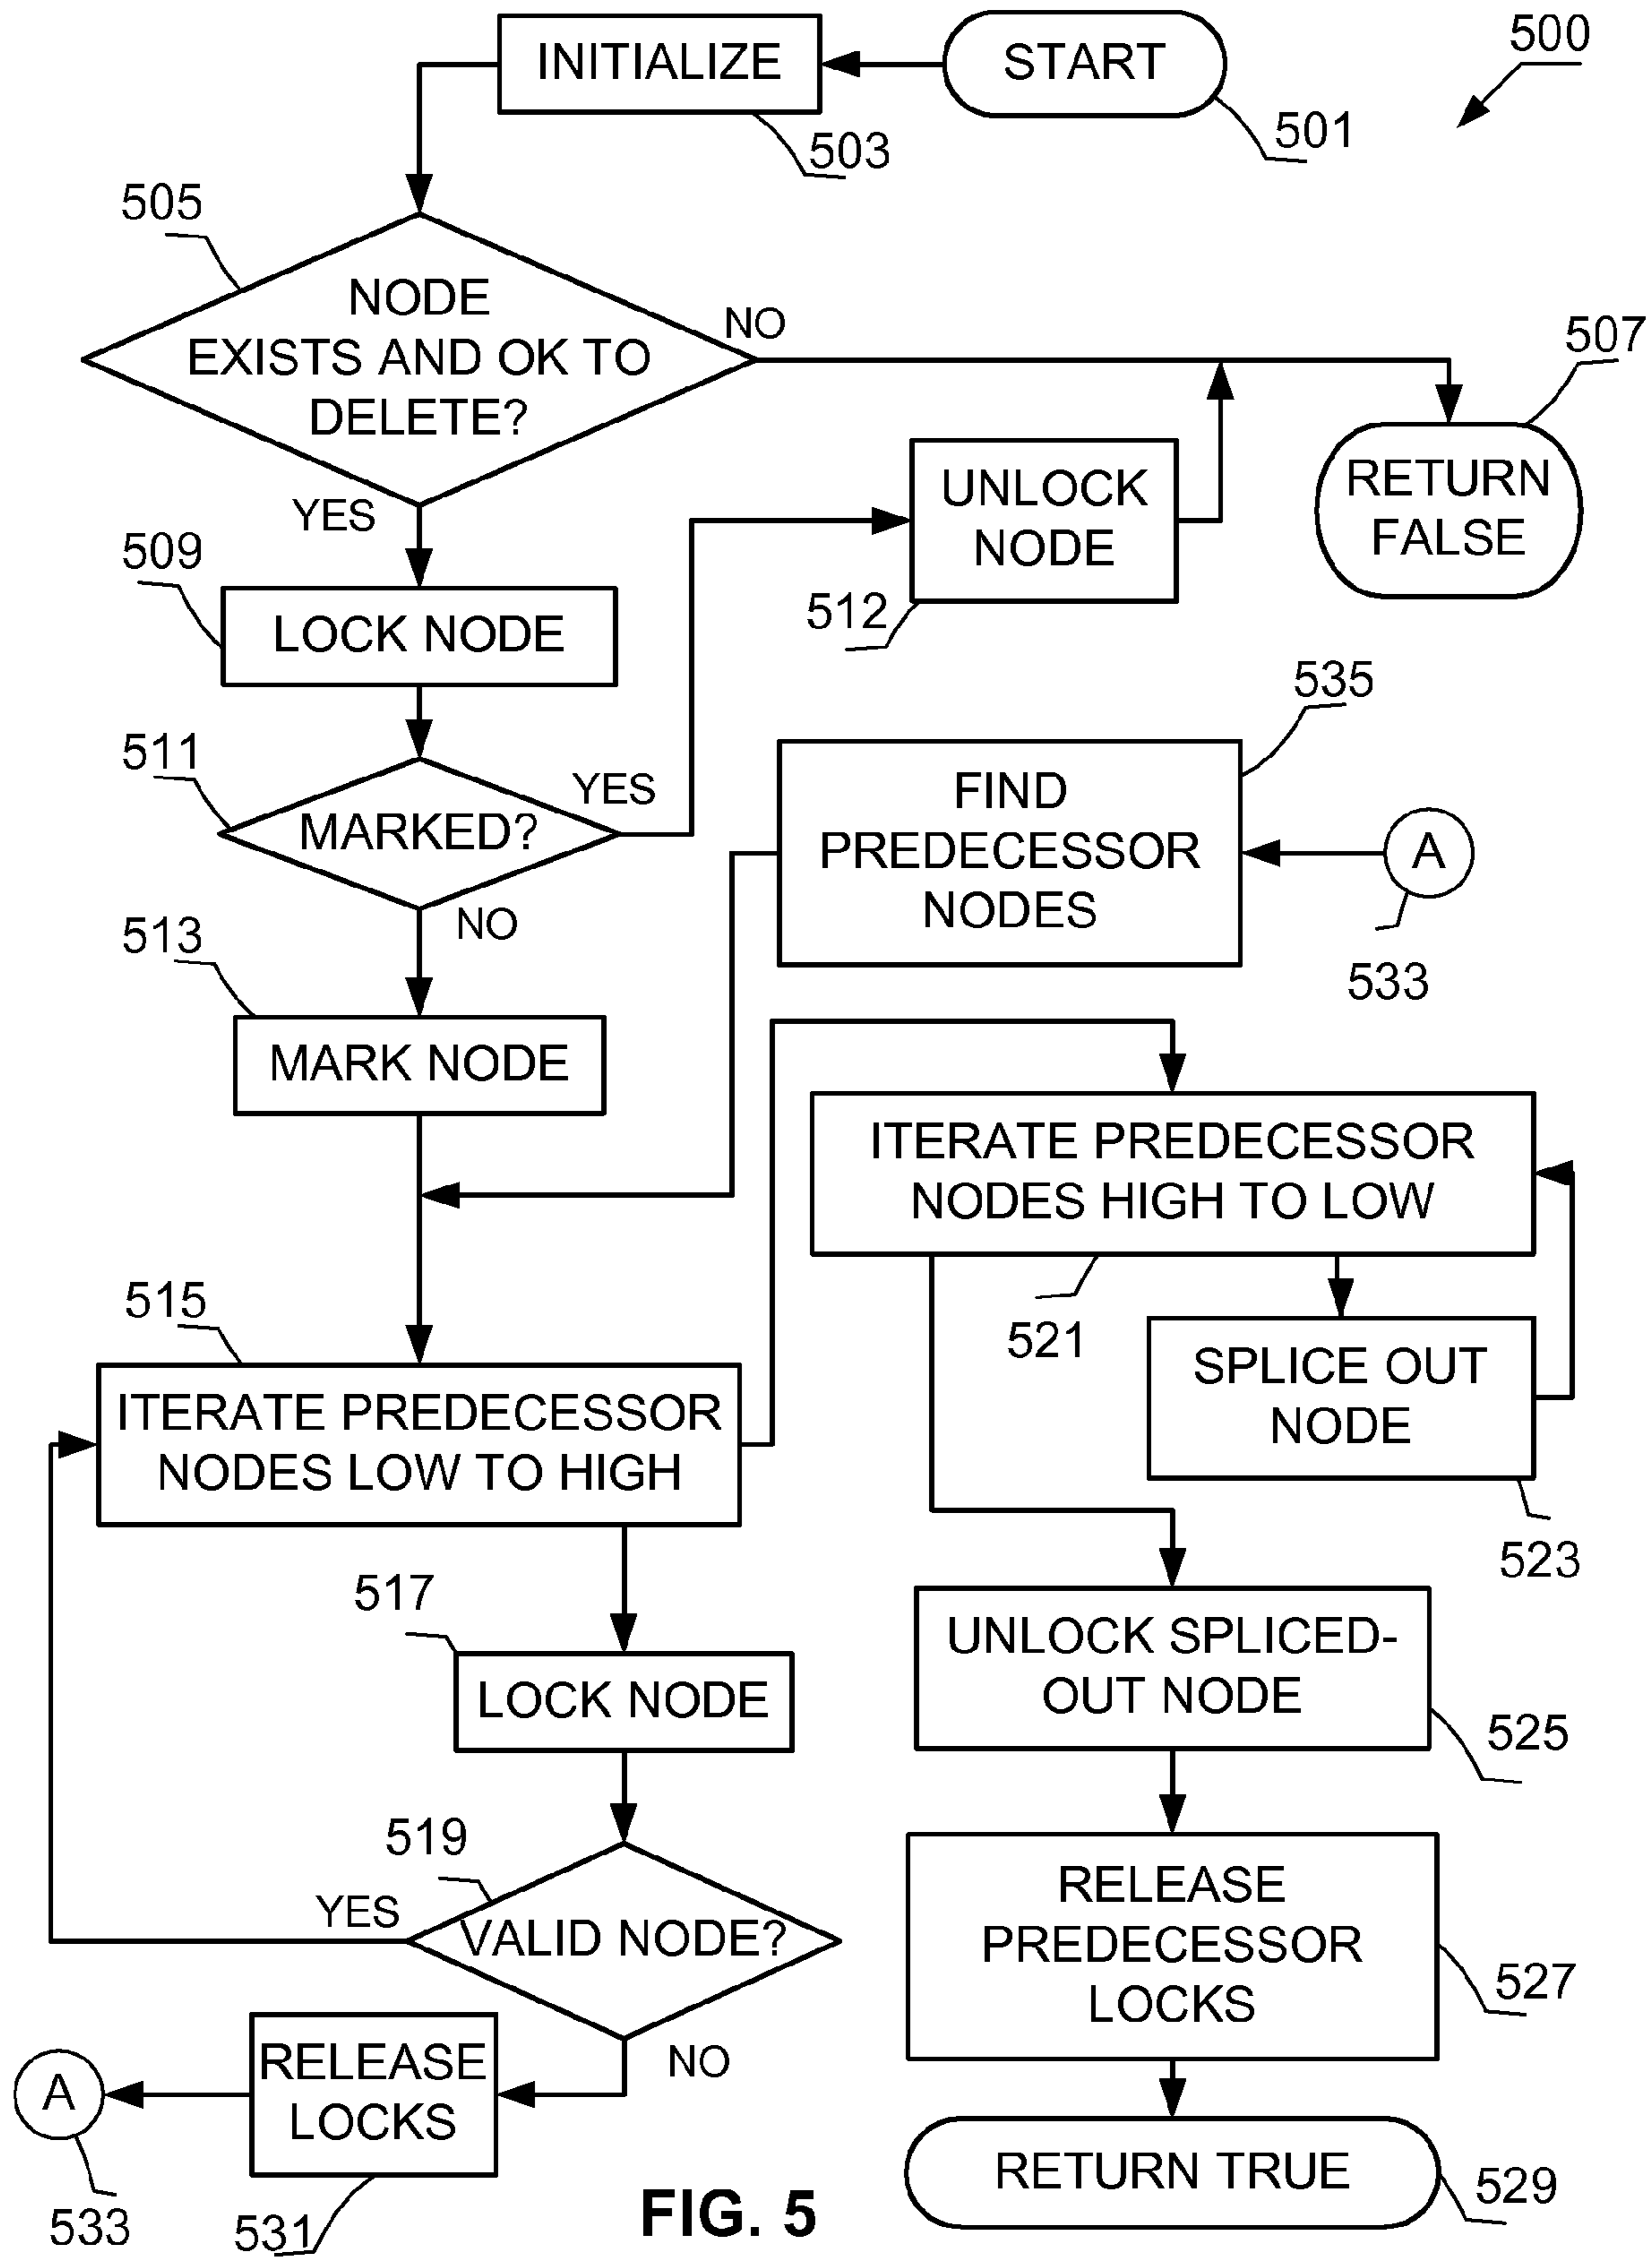 INITIALIZE
START
500
501
503
505
NODE
EXISTS AND OK TO
DELETE?
NO
507
RETURN
FALSE
UNLOCK
NODE
512
YES
509
LOCK NODE
511
MARKED?
YES
535
FIND
PREDECESSOR
NODES
A
533
NO
513
MARK NODE
ITERATE PREDECESSOR
NODES HIGH TO LOW
521
SPLICE OUT
NODE
523
515
ITERATE PREDECESSOR
NODES LOW TO HIGH
517
LOCK NODE
UNLOCK SPLICED-
OUT NODE
525
519
VALID NODE?
YES
NO
RELEASE
PREDECESSOR
LOCKS
527
RELEASE
LOCKS
531
A
533
RETURN TRUE
529
FIG. 5